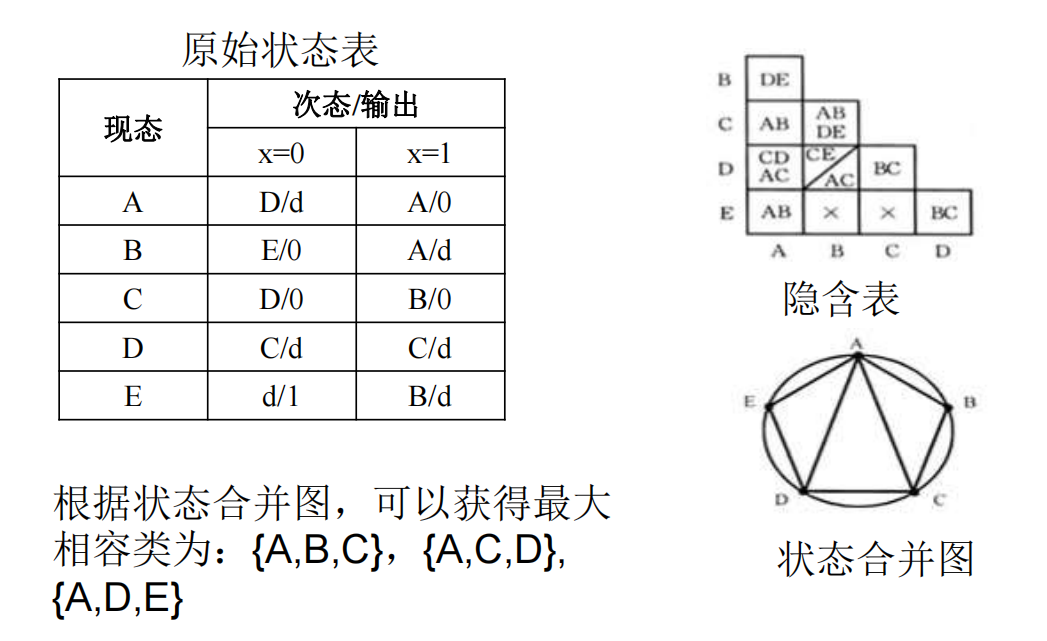 原始状态表
现态 次态/输出
x=0 x=1
A D/d A/0
B E/0 A/d
C D/0 B/0
D C/d C/d
E d/1 B/d
根据状态合并图，可以获得最大
相容类为：{A,B,C}，{A,C,D},
{A,D,E}
B DE
C AB AB DE
D CD AC CE AC BC
E AB × × BC
A B C D
隐含表
A
E B
D C
状态合并图